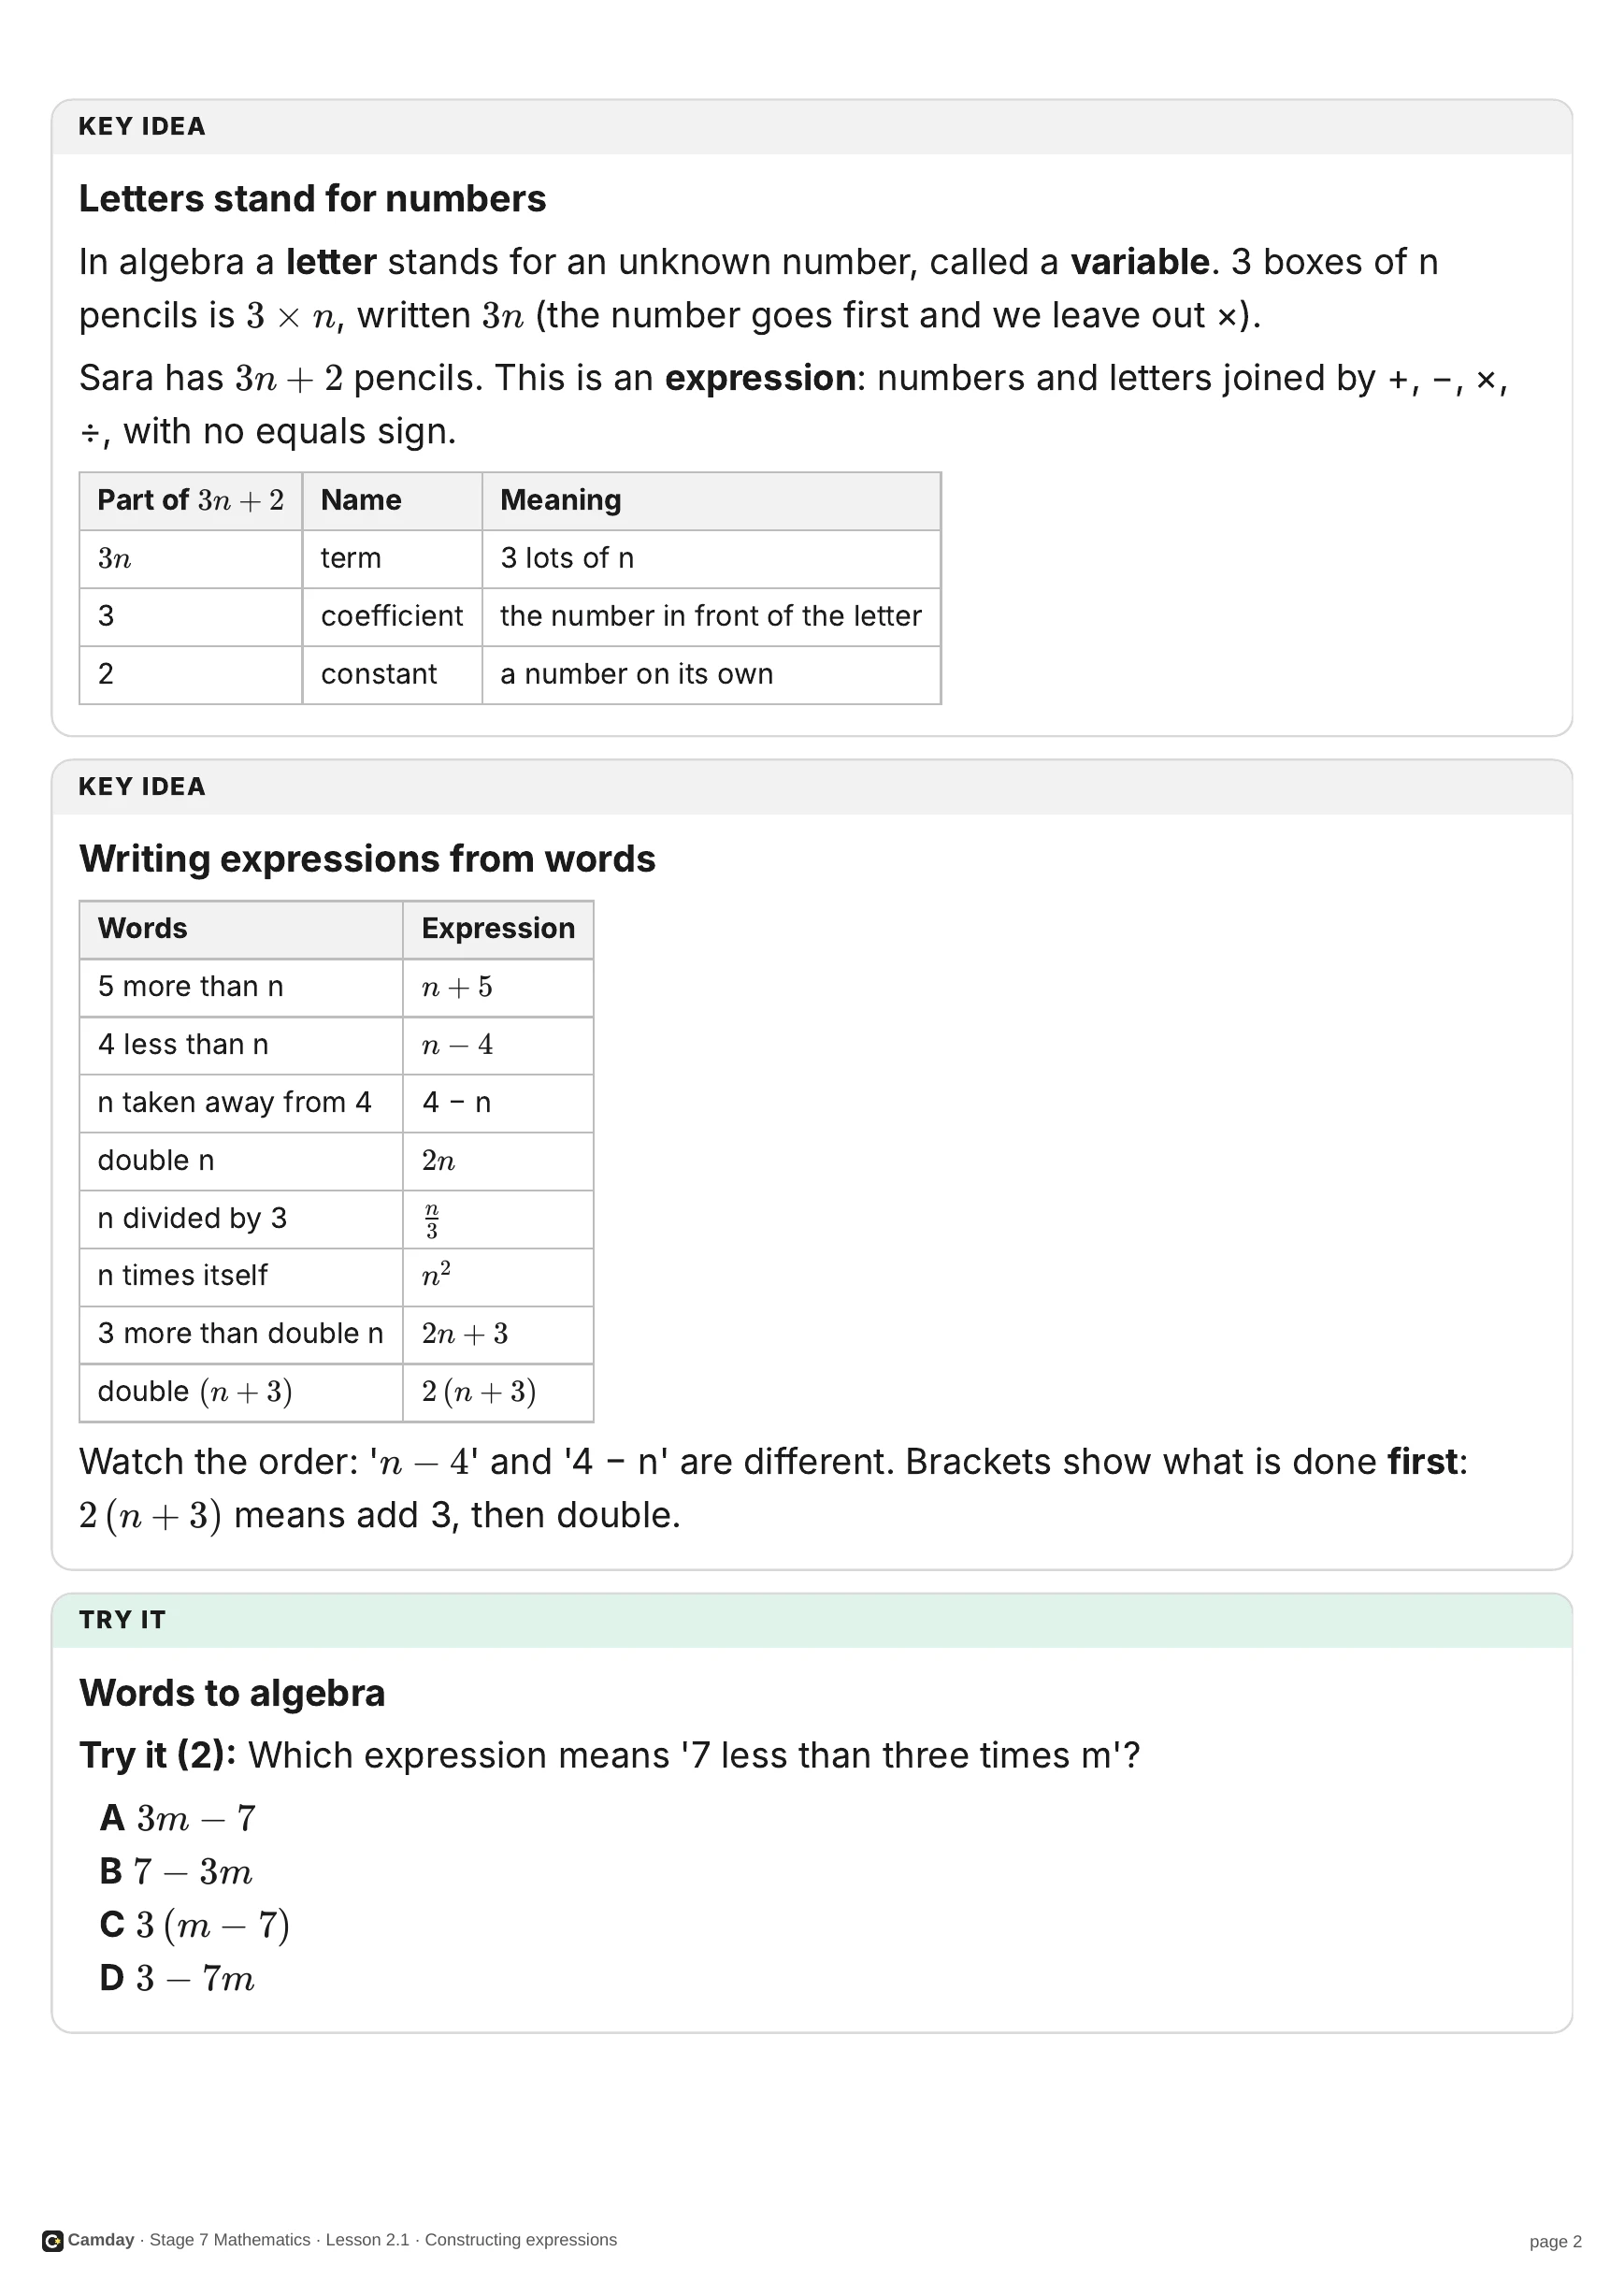 KEY IDEA
Letters stand for numbers
In algebra a letter stands for an unknown number, called a variable. 3 boxes of n
pencils is 3 × n, written 3n (the number goes first and we leave out ×).
Sara has 3n + 2 pencils. This is an expression: numbers and letters joined by +, −, ×,
÷, with no equals sign.
Part of 3n + 2 Name Meaning
3n term 3 lots of n
3 coefficient the number in front of the letter
2 constant a number on its own
KEY IDEA
Writing expressions from words
Words Expression
5 more than n n + 5
4 less than n n − 4
n taken away from 4 4 − n
double n 2n
n divided by 3 n/3
n times itself n²
3 more than double n 2n + 3
double (n + 3) 2 (n + 3)
Watch the order: 'n − 4' and '4 − n' are different. Brackets show what is done first:
2 (n + 3) means add 3, then double.
TRY IT
Words to algebra
Try it (2): Which expression means '7 less than three times m'?
A 3m − 7
B 7 − 3m
C 3 (m − 7)
D 3 − 7m
Camday · Stage 7 Mathematics · Lesson 2.1 · Constructing expressions page 2